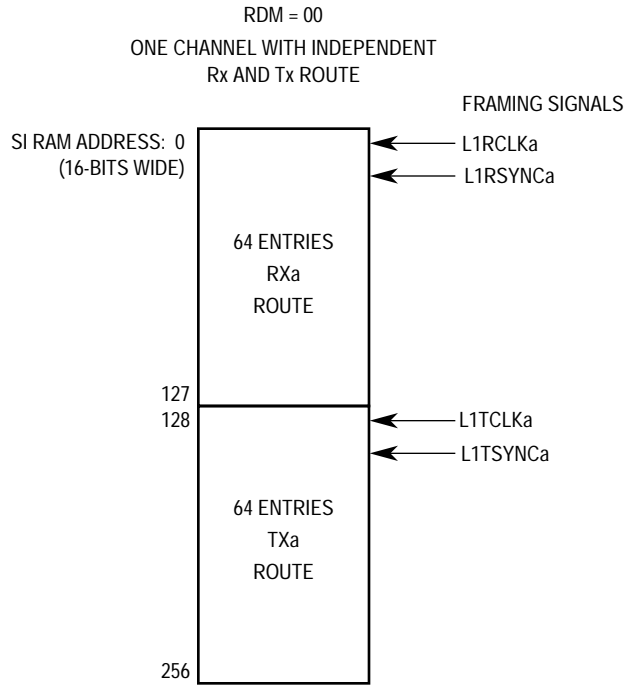 RDM = 00
ONE CHANNEL WITH INDEPENDENT
Rx AND Tx ROUTE
FRAMING SIGNALS
SI RAM ADDRESS: 0
(16-BITS WIDE)
L1RCLKa
L1RSYNCa
64 ENTRIES
RXa
ROUTE
127
128
L1TCLKa
L1TSYNCa
64 ENTRIES
TXa
ROUTE
256